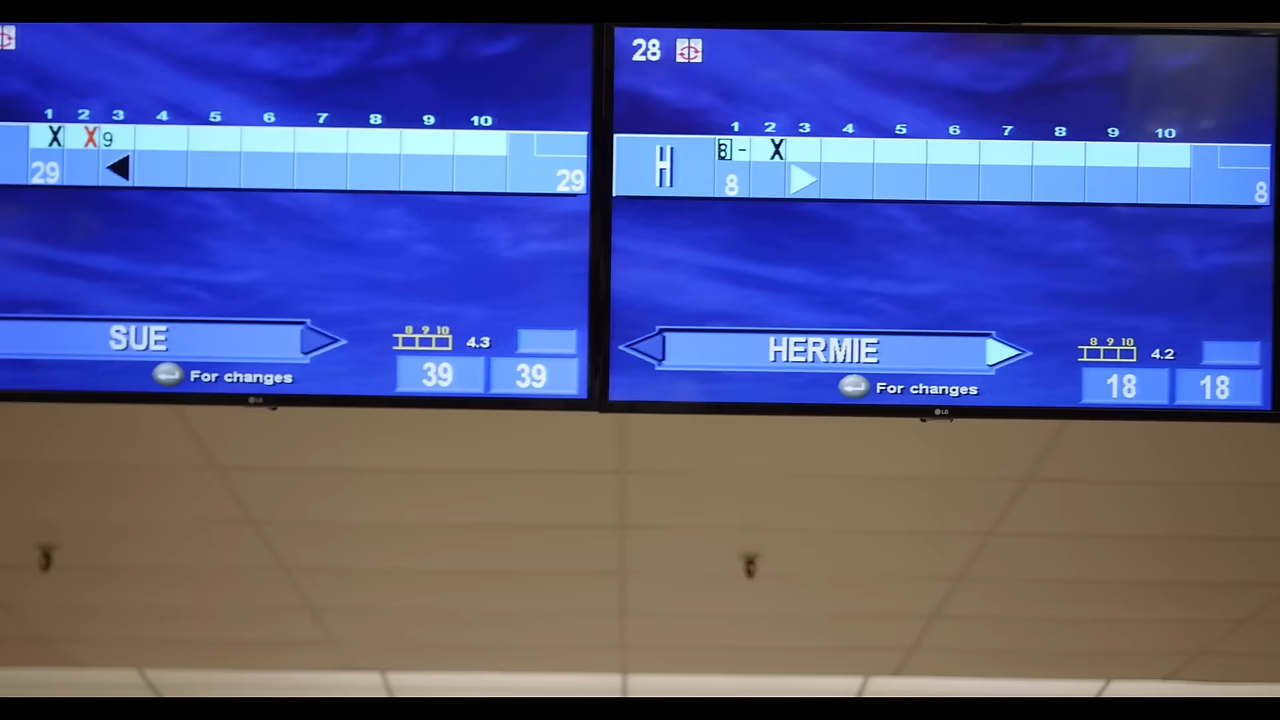 1 2 3 4 5 6 7 8 9 10
X X 9
29 29
SUE
8 9 10
4.3
For changes
39 39
LG
28
1 2 3 4 5 6 7 8 9 10
H 8 - X
8 8
HERMIE
8 9 10
4.2
For changes
18 18
LG